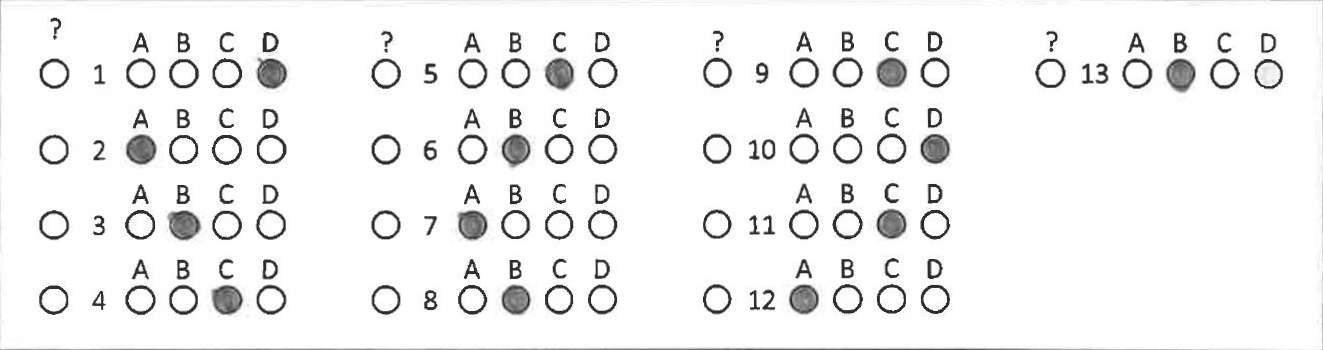 ? A B C D ? A B C D ? A B C D ? A B C D
1 5 9 13
A B C D A B C D A B C D
2 6 10
A B C D A B C D A B C D
3 7 11
A B C D A B C D A B C D
4 8 12